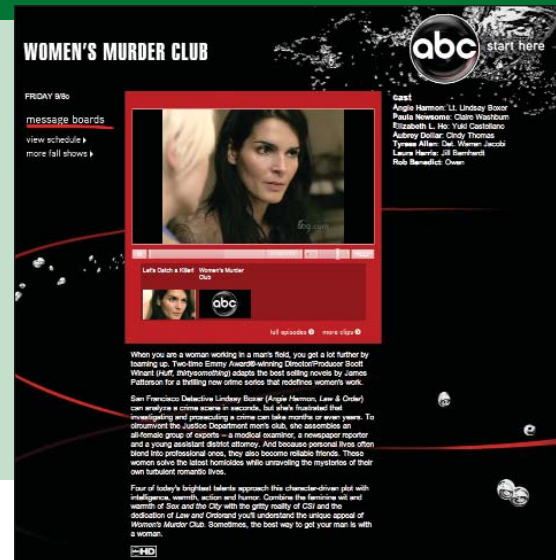 WOMEN'S MURDER CLUB
abc start here
FRIDAY 9/8c
message boards
view schedule
more fall shows
cast
Angie Harmon: Lt. Lindsay Boxer
Paula Newsome: Claire Washburn
Elizabeth L. Ho: Yuki Castellano
Aubrey Dollar: Cindy Thomas
Tyrees Allen: Det. Warren Jacobi
Laura Harris: Jill Bernhardt
Rob Benedict: Owen
abc.com
Let's Catch a Killer!
Women's Murder
Club
abc
full episodes
more clips
When you are a woman working in a man's field, you get a lot further by
teaming up. Two-time Emmy Award®-winning Director/Producer Scott
Winant (Huff, thirtysomething) adapts the best selling novels by James
Patterson for a thrilling new crime series that redefines women's work.
San Francisco Detective Lindsay Boxer (Angie Harmon, Law & Order)
can analyze a crime scene in seconds, but she's frustrated that
investigating and prosecuting a crime can take months or even years. To
circumvent the Justice Department men's club, she assembles an
all-female group of experts – a medical examiner, a newspaper reporter
and a young assistant district attorney. And because personal lives often
blend into professional ones, they also become reliable friends. These
women solve the latest homicides while unraveling the mysteries of their
own turbulent romantic lives.
Four of today's brightest talents approach this character-driven plot with
intelligence, warmth, action and humor. Combine the feminine wit and
warmth of Sex and the City with the gritty reality of CSI and the
dedication of Law and Orderand you'll understand the unique appeal of
Women's Murder Club. Sometimes, the best way to get your man is with
a woman.
abc HD